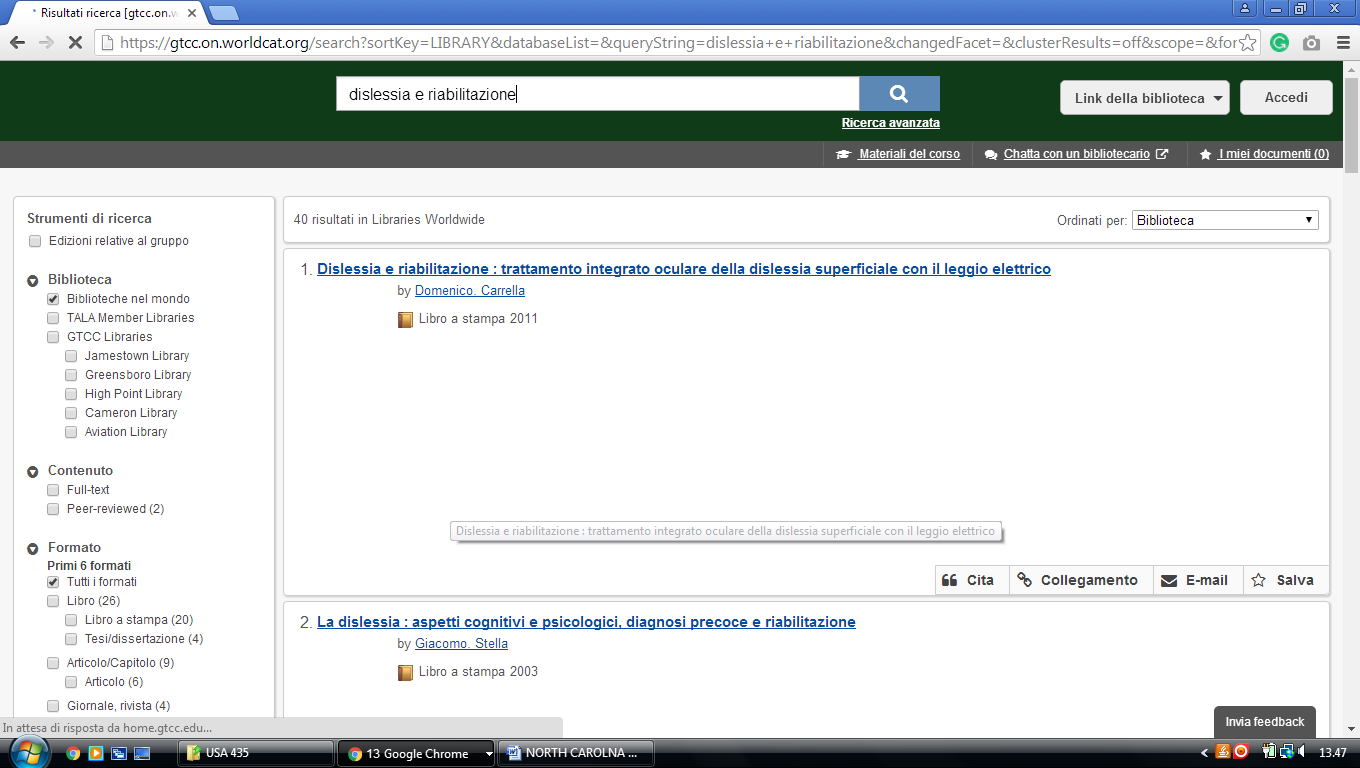 Risultati ricerca [gtcc.on.w
https://gtcc.on.worldcat.org/search?sortKey=LIBRARY&databaseList=&queryString=dislessia+e+riabilitazione&changedFacet=&clusterResults=off&scope=&for
dislessia e riabilitazione
Link della biblioteca
Accedi
Ricerca avanzata
Materiali del corso
Chatta con un bibliotecario
I miei documenti (0)
Strumenti di ricerca
Edizioni relative al gruppo
Biblioteca
Biblioteche nel mondo
TALA Member Libraries
GTCC Libraries
Jamestown Library
Greensboro Library
High Point Library
Cameron Library
Aviation Library
Contenuto
Full-text
Peer-reviewed (2)
Formato
Primi 6 formati
Tutti i formati
Libro (26)
Libro a stampa (20)
Tesi/dissertazione (4)
Articolo/Capitolo (9)
Articolo (6)
Giornale, rivista (4)
40 risultati in Libraries Worldwide
Ordinati per: Biblioteca
1. Dislessia e riabilitazione : trattamento integrato oculare della dislessia superficiale con il leggio elettrico
by Domenico. Carrella
Libro a stampa 2011
Dislessia e riabilitazione : trattamento integrato oculare della dislessia superficiale con il leggio elettrico
Cita
Collegamento
E-mail
Salva
2. La dislessia : aspetti cognitivi e psicologici, diagnosi precoce e riabilitazione
by Giacomo. Stella
Libro a stampa 2003
Invia feedback
In attesa di risposta da home.gtcc.edu...
USA 435
13 Google Chrome
NORTH CAROLNA ...
13.47